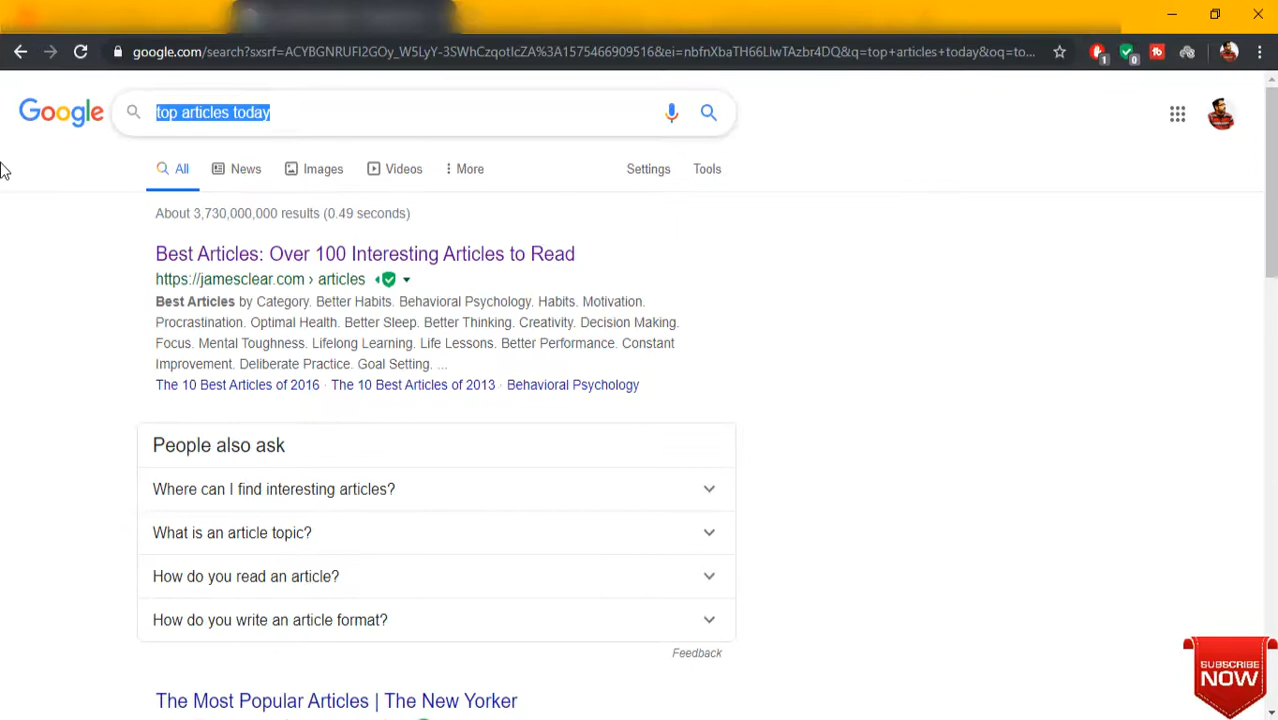 google.com/search?sxsrf=ACYBGNRUFI2GOy_W5LyY-3SWhCzqotIcZA%3A1575466909516&ei=nbfnXbaTH66LlwTAzbr4DQ&q=top+articles+today&oq=to...
1
0
Google
top articles today
All
News
Images
Videos
More
Settings
Tools
About 3,730,000,000 results (0.49 seconds)
Best Articles: Over 100 Interesting Articles to Read
https://jamesclear.com › articles
Best Articles by Category. Better Habits. Behavioral Psychology. Habits. Motivation.
Procrastination. Optimal Health. Better Sleep. Better Thinking. Creativity. Decision Making.
Focus. Mental Toughness. Lifelong Learning. Life Lessons. Better Performance. Constant
Improvement. Deliberate Practice. Goal Setting. ...
The 10 Best Articles of 2016 · The 10 Best Articles of 2013 · Behavioral Psychology
People also ask
Where can I find interesting articles?
What is an article topic?
How do you read an article?
How do you write an article format?
Feedback
The Most Popular Articles | The New Yorker
SUBSCRIBE
NOW